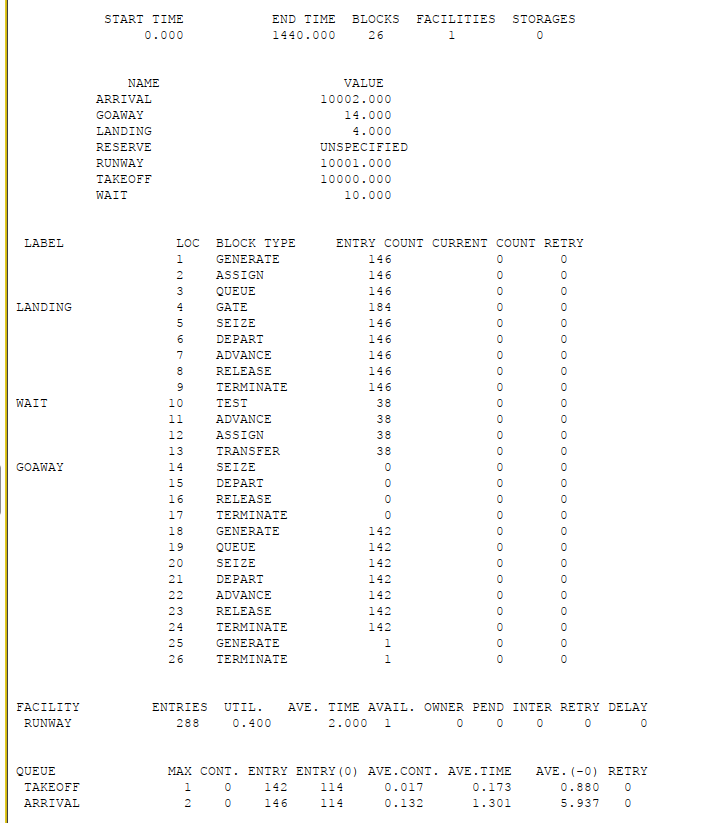 START TIME END TIME BLOCKS FACILITIES STORAGES
0.000 1440.000 26 1 0
NAME VALUE
ARRIVAL 10002.000
GOAWAY 14.000
LANDING 4.000
RESERVE UNSPECIFIED
RUNWAY 10001.000
TAKEOFF 10000.000
WAIT 10.000
LABEL LOC BLOCK TYPE ENTRY COUNT CURRENT COUNT RETRY
1 GENERATE 146 0 0
2 ASSIGN 146 0 0
3 QUEUE 146 0 0
LANDING 4 GATE 184 0 0
5 SEIZE 146 0 0
6 DEPART 146 0 0
7 ADVANCE 146 0 0
8 RELEASE 146 0 0
9 TERMINATE 146 0 0
WAIT 10 TEST 38 0 0
11 ADVANCE 38 0 0
12 ASSIGN 38 0 0
13 TRANSFER 38 0 0
GOAWAY 14 SEIZE 0 0 0
15 DEPART 0 0 0
16 RELEASE 0 0 0
17 TERMINATE 0 0 0
18 GENERATE 142 0 0
19 QUEUE 142 0 0
20 SEIZE 142 0 0
21 DEPART 142 0 0
22 ADVANCE 142 0 0
23 RELEASE 142 0 0
24 TERMINATE 142 0 0
25 GENERATE 1 0 0
26 TERMINATE 1 0 0
FACILITY ENTRIES UTIL. AVE. TIME AVAIL. OWNER PEND INTER RETRY DELAY
RUNWAY 288 0.400 2.000 1 0 0 0 0 0
QUEUE MAX CONT. ENTRY ENTRY(0) AVE.CONT. AVE.TIME AVE.(-0) RETRY
TAKEOFF 1 0 142 114 0.017 0.173 0.880 0
ARRIVAL 2 0 146 114 0.132 1.301 5.937 0